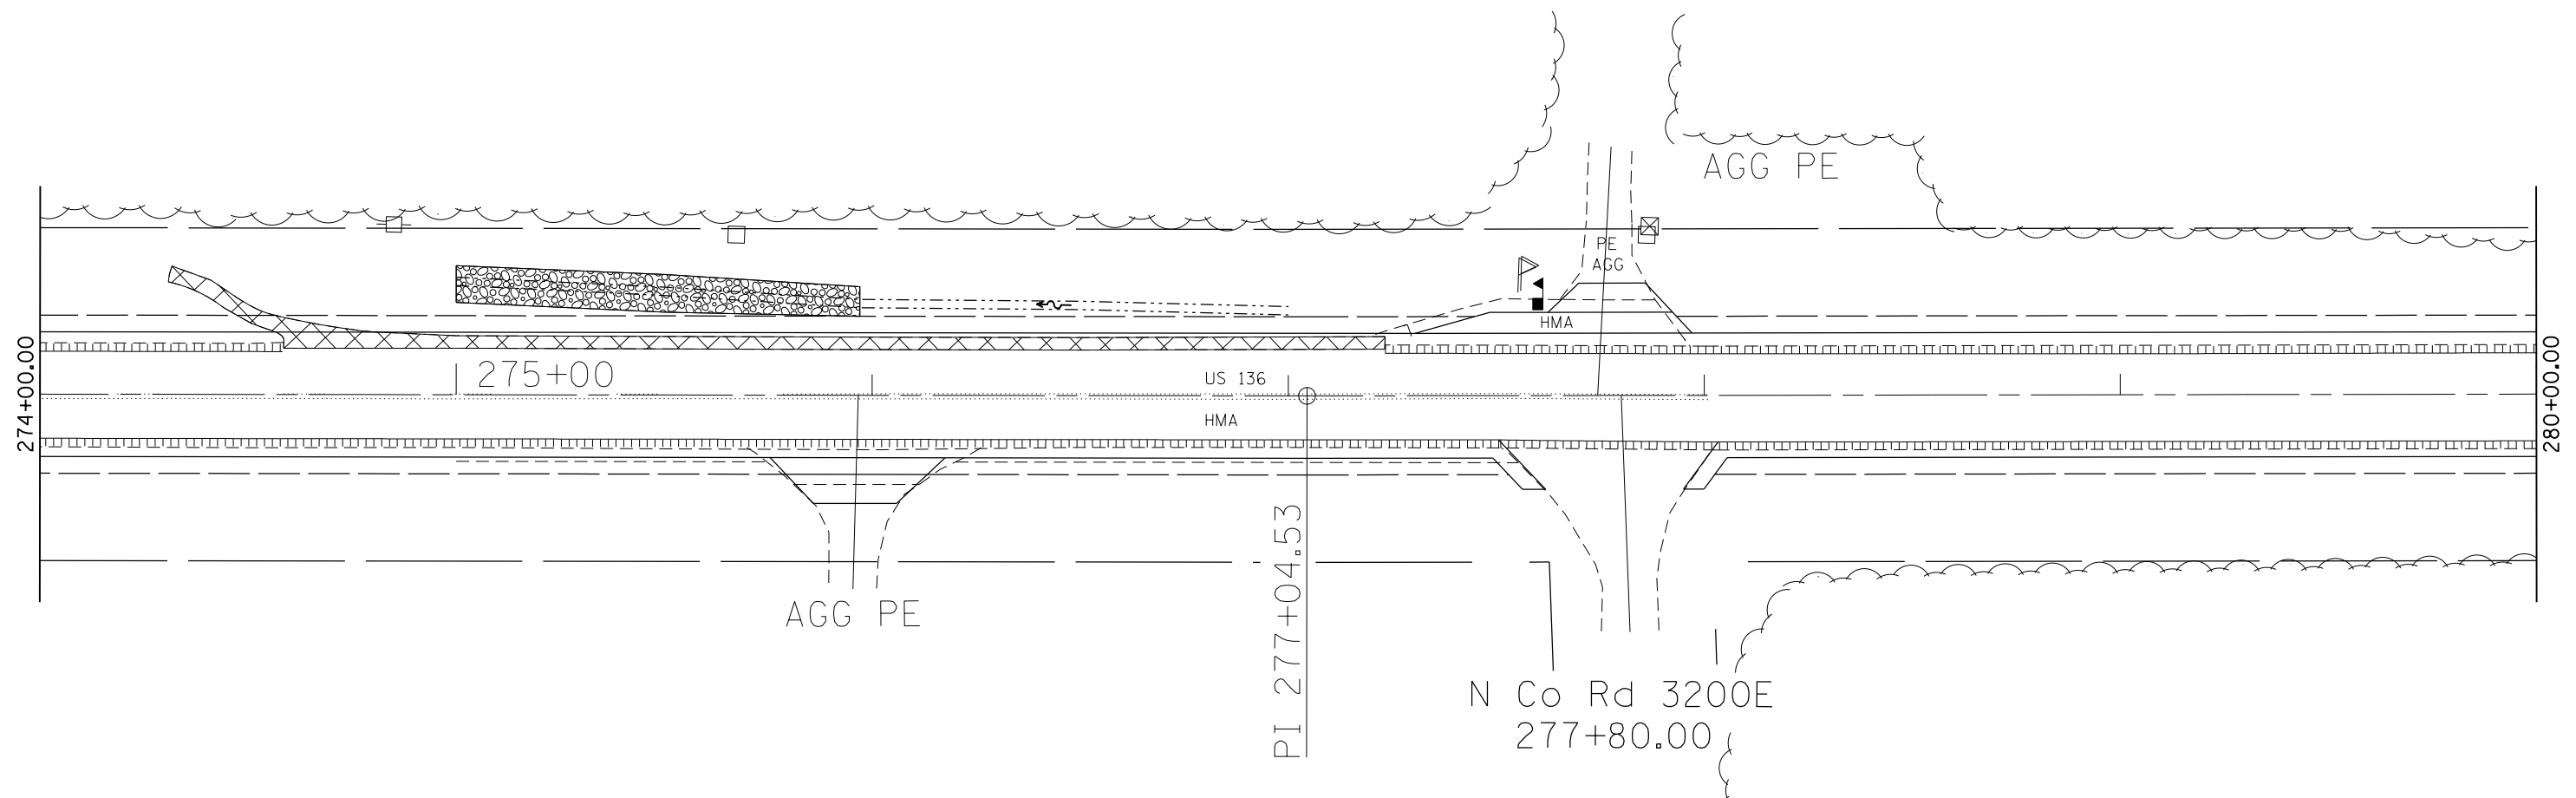 AGG PE
PE
AGG
HMA
274+00.00
275+00
US 136
HMA
280+00.00
PI 277+04.53
AGG PE
N Co Rd 3200E
277+80.00